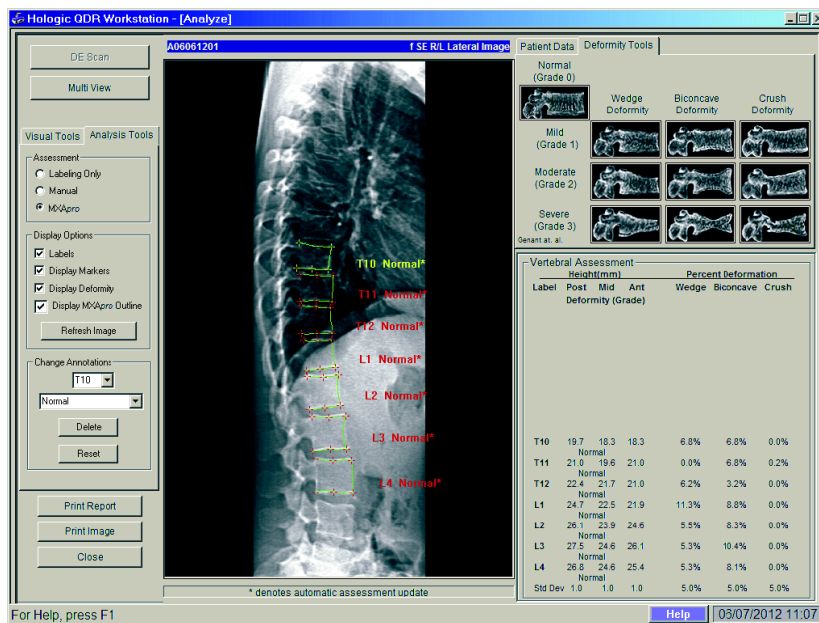 Hologic QDR Workstation - [Analyze]
DE Scan
Multi View
Visual Tools
Analysis Tools
Assessment
Labeling Only
Manual
MXApro
Display Options
Labels
Display Markers
Display Deformity
Display MXApro Outline
Refresh Image
Change Annotations
T10
Normal
Delete
Reset
Print Report
Print Image
Close
A06061201 f SE R/L Lateral Image
T10 Normal*
T11 Normal*
T12 Normal*
L1 Normal*
L2 Normal*
L3 Normal*
L4 Normal*
* denotes automatic assessment update
Patient Data
Deformity Tools
Normal
(Grade 0)
Wedge Deformity
Biconcave Deformity
Crush Deformity
Mild
(Grade 1)
Moderate
(Grade 2)
Severe
(Grade 3)
Genant at. al.
Vertebral Assessment
Height(mm) Percent Deformation
Label Post Mid Ant Wedge Biconcave Crush
Deformity (Grade)
T10 19.7 18.3 18.3 6.8% 6.8% 0.0%
Normal
T11 21.0 19.6 21.0 0.0% 6.8% 0.2%
Normal
T12 22.4 21.7 21.0 6.2% 3.2% 0.0%
Normal
L1 24.7 22.5 21.9 11.3% 8.8% 0.0%
Normal
L2 26.1 23.9 24.6 5.5% 8.3% 0.0%
Normal
L3 27.5 24.6 26.1 5.3% 10.4% 0.0%
Normal
L4 26.8 24.6 25.4 5.3% 8.1% 0.0%
Normal
Std Dev 1.0 1.0 1.0 5.0% 5.0% 5.0%
For Help, press F1
Help
06/07/2012 11:07